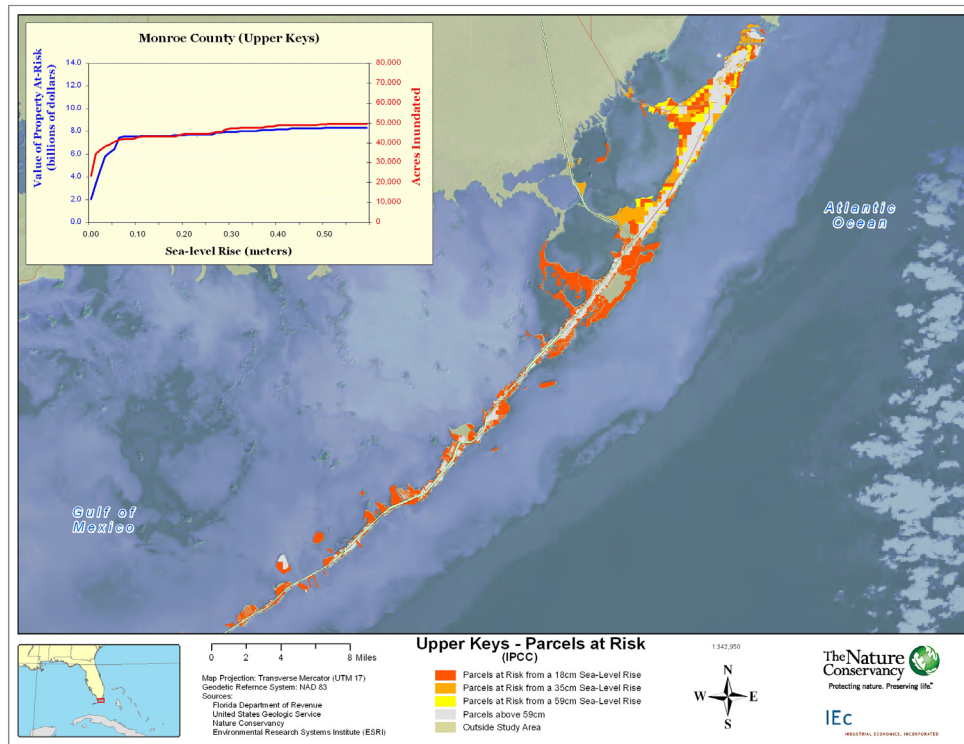 Monroe County (Upper Keys)
Value of Property At-Risk
(billions of dollars)
14.0
12.0
10.0
8.0
6.0
4.0
2.0
0.0
80,000
70,000
60,000
50,000
40,000
30,000
20,000
10,000
0
Acres Inundated
0.00 0.10 0.20 0.30 0.40 0.50
Sea-level Rise (meters)
Atlantic
Ocean
Gulf of
Mexico
0 2 4 8 Miles
Map Projection: Transverse Mercator (UTM 17)
Geodetic Refernce System: NAD 83
Sources:
Florida Department of Revenue
United States Geologic Service
Nature Conservancy
Environmental Research Systems Institute (ESRI)
Upper Keys - Parcels at Risk
(IPCC)
Parcels at Risk from a 18cm Sea-Level Rise
Parcels at Risk from a 35cm Sea-Level Rise
Parcels at Risk from a 59cm Sea-Level Rise
Parcels above 59cm
Outside Study Area
1:342,950
N
W E
S
The Nature
Conservancy
Protecting nature. Preserving life.™
IEc
INDUSTRIAL ECONOMICS, INCORPORATED